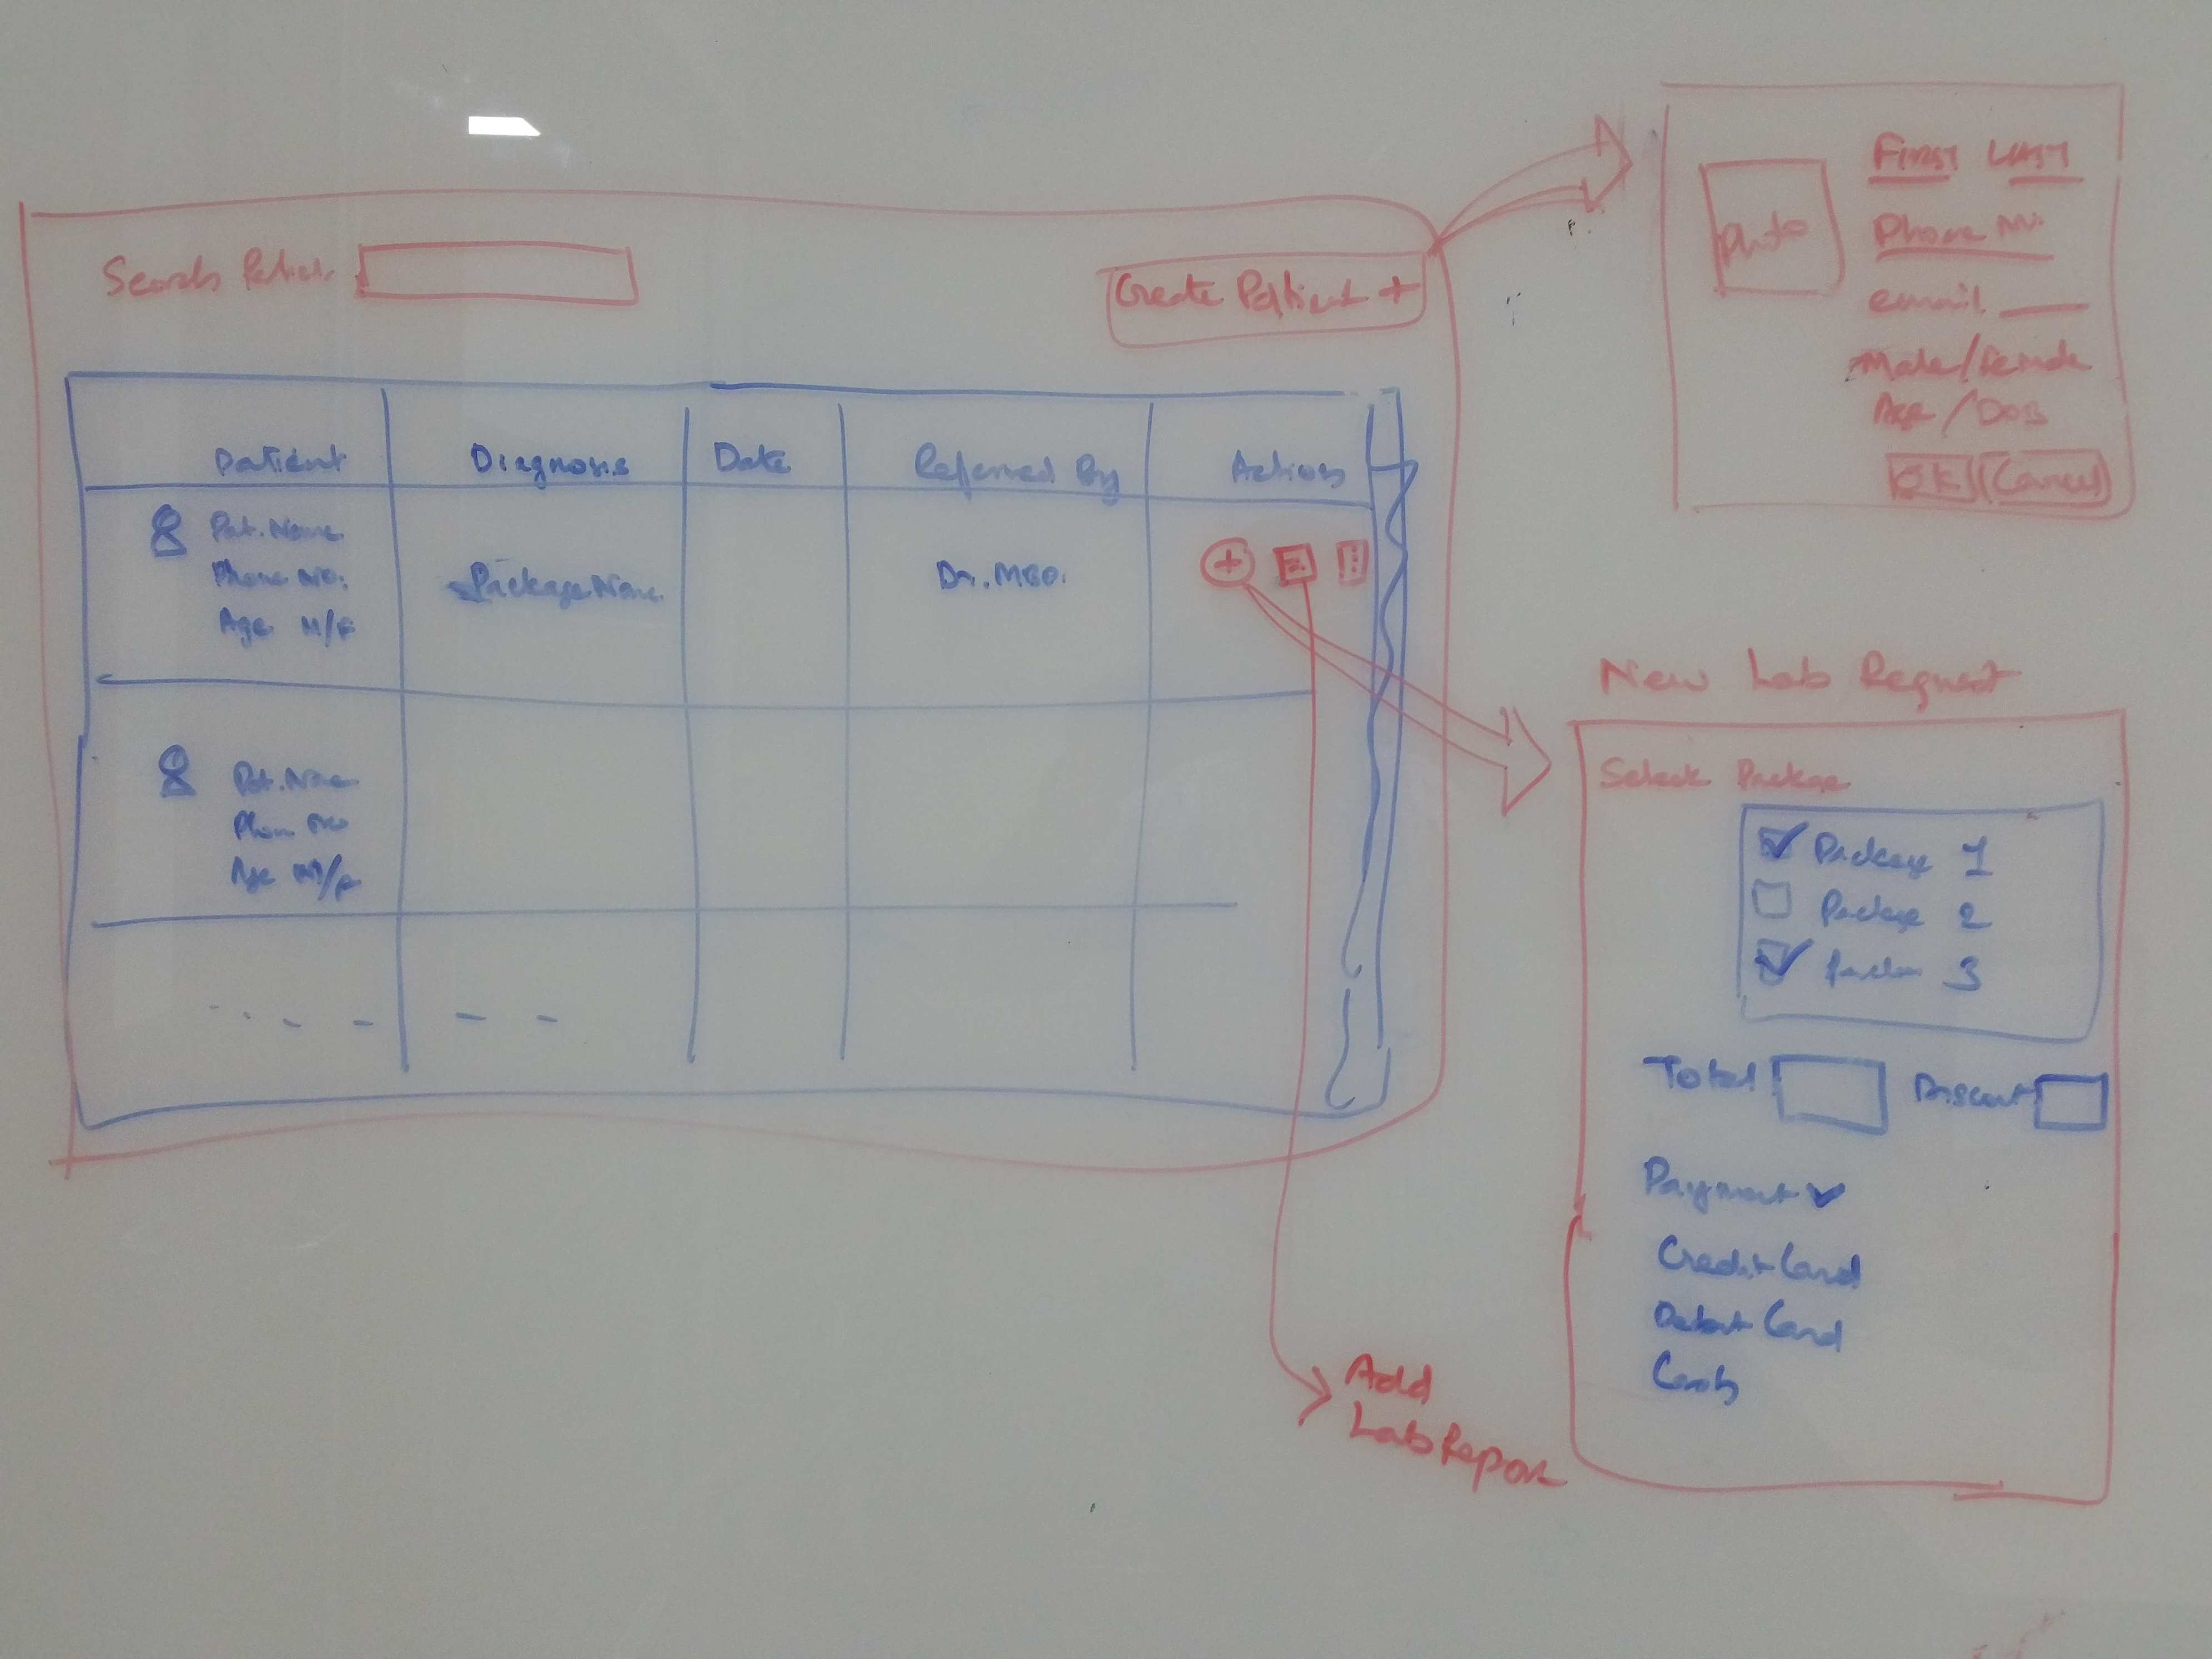 Search Patient
Create Patient +
Patient Diagnosis Date Referred By Actions
Pat. Name
Phone No.
Age M/F
Package Name
Dr. MBO.
+
Pat. Name
Phon No
Age M/F
Photo
First Last
Phone No.
email
Male/Female
Age / DOB
OK Cancel
New Lab Request
Select Package
Package 1
Package 2
3
Total Discount
Payment
Credit Card
Debit Card
Cash
Add
Lab Report